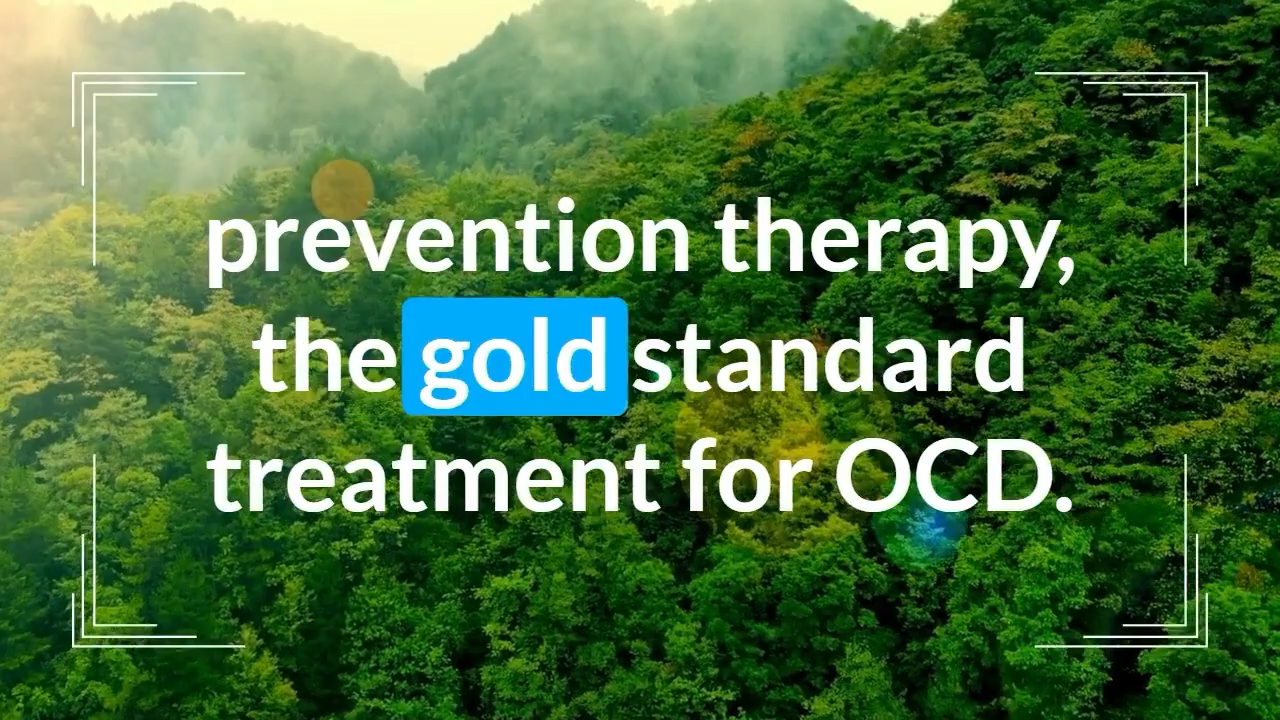 prevention therapy,
the gold standard
treatment for OCD.